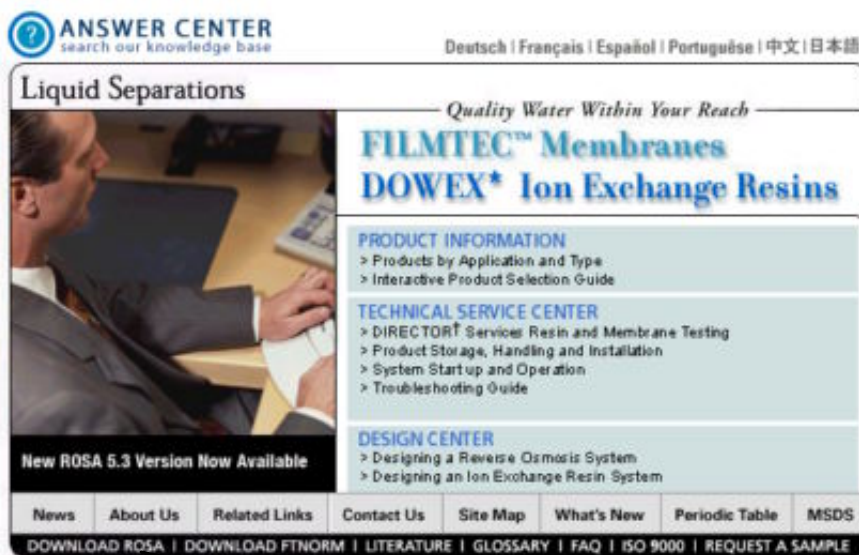 ANSWER CENTER
search our knowledge base
Deutsch | Français | Español | Portuguêse | 中文 | 日本語
Liquid Separations
Quality Water Within Your Reach
FILMTEC™ Membranes
DOWEX* Ion Exchange Resins
PRODUCT INFORMATION
> Products by Application and Type
> Interactive Product Selection Guide
TECHNICAL SERVICE CENTER
> DIRECTOR† Services Resin and Membrane Testing
> Product Storage, Handling and Installation
> System Start up and Operation
> Troubleshooting Guide
New ROSA 5.3 Version Now Available
DESIGN CENTER
> Designing a Reverse Osmosis System
> Designing an Ion Exchange Resin System
News About Us Related Links Contact Us Site Map What's New Periodic Table MSDS
DOWNLOAD ROSA | DOWNLOAD FTNORM | LITERATURE | GLOSSARY | FAQ | ISO 9000 | REQUEST A SAMPLE